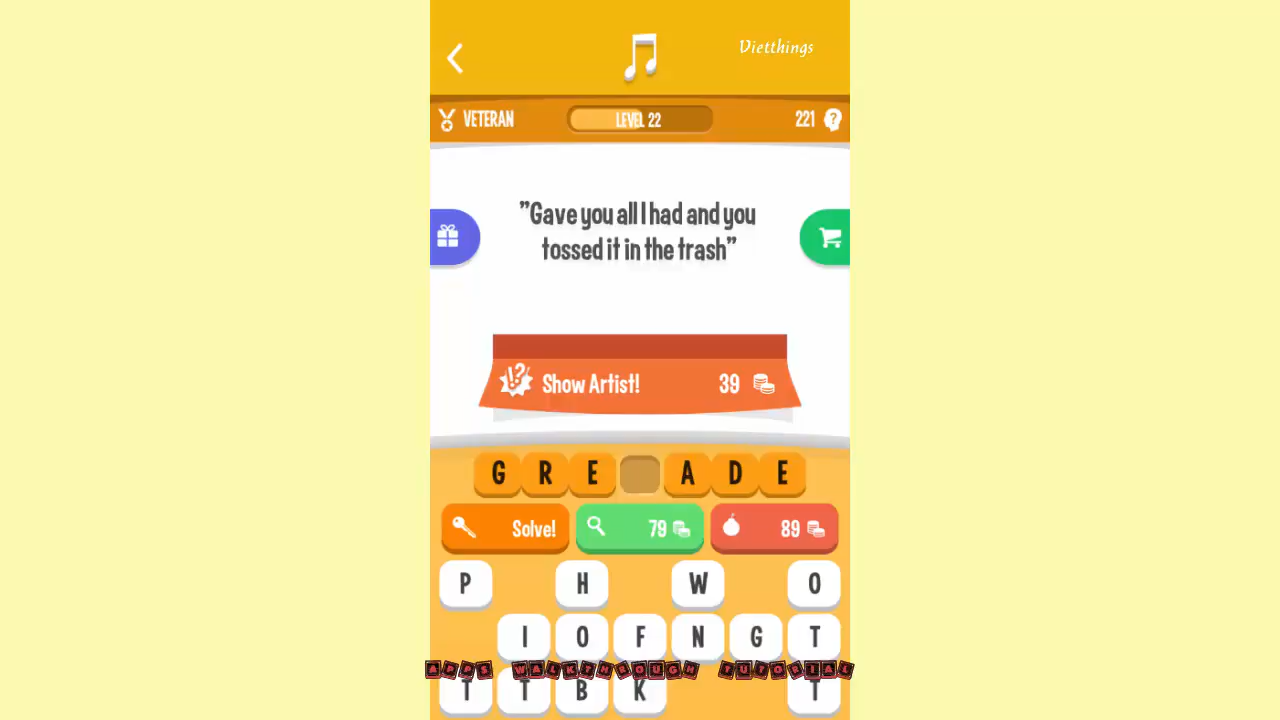 Vietthings
VETERAN
LEVEL 22
221
"Gave you all I had and you
tossed it in the trash"
Show Artist! 39
G R E A D E
Solve! 79 89
P H W O
I O F N G T
APPS WALKTHROUGH TUTORIAL
T T B K T